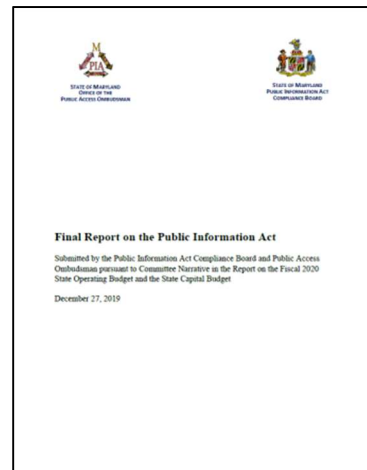 M
PIA
STATE OF MARYLAND
OFFICE OF THE
PUBLIC ACCESS OMBUDSMAN
STATE OF MARYLAND
PUBLIC INFORMATION ACT
COMPLIANCE BOARD
Final Report on the Public Information Act
Submitted by the Public Information Act Compliance Board and Public Access
Ombudsman pursuant to Committee Narrative in the Report on the Fiscal 2020
State Operating Budget and the State Capital Budget
December 27, 2019